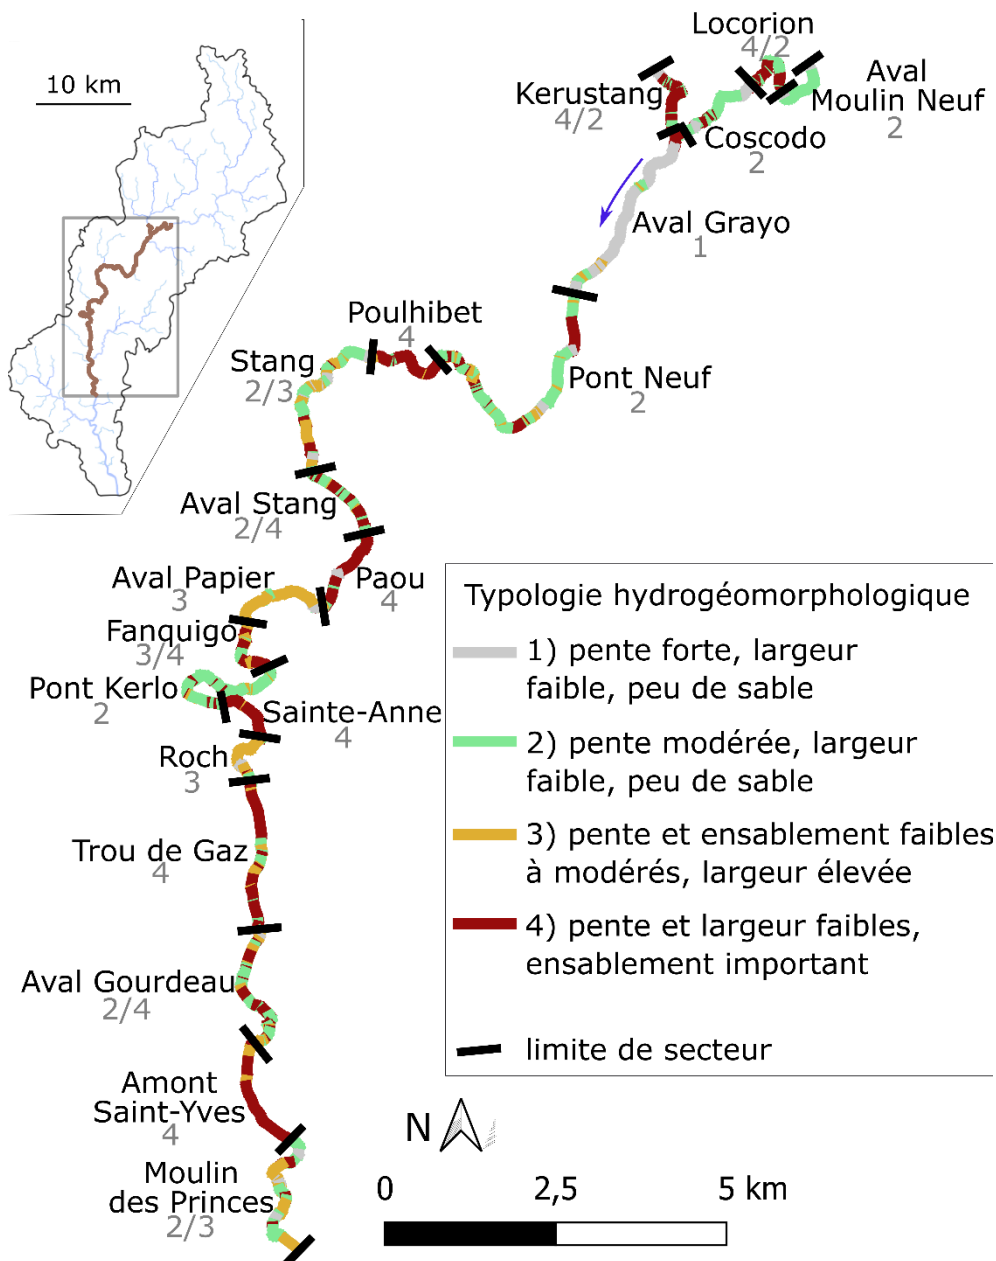 10 km
Locorion
4/2
Aval
Moulin Neuf
2
Kerustang
4/2
Coscodo
2
Aval Grayo
1
Poulhibet
4
Stang
2/3
Pont Neuf
2
Aval Stang
2/4
Aval Papier
3
Paou
4
Fanquigo
3/4
Pont Kerlo
2
Sainte-Anne
4
Roch
3
Trou de Gaz
4
Aval Gourdeau
2/4
Amont
Saint-Yves
4
Moulin
des Princes
2/3
Typologie hydrogéomorphologique
1) pente forte, largeur
faible, peu de sable
2) pente modérée, largeur
faible, peu de sable
3) pente et ensablement faibles
à modérés, largeur élevée
4) pente et largeur faibles,
ensablement important
limite de secteur
N
0 2,5 5 km